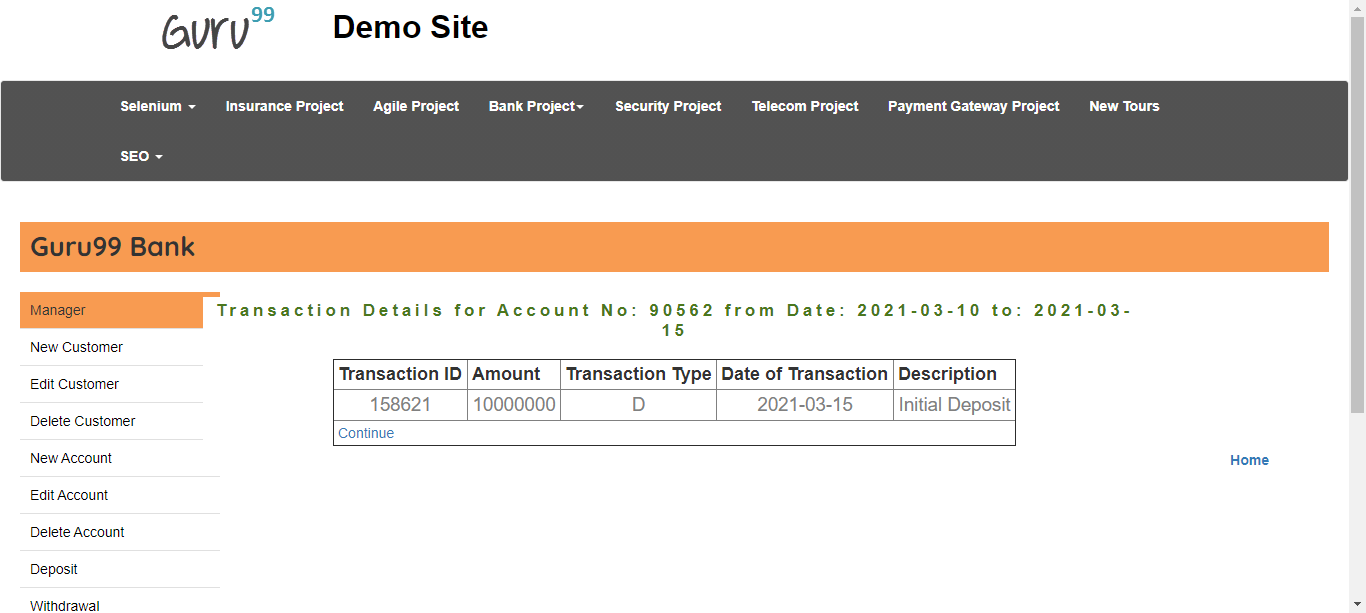 Guru99
Demo Site
Selenium Insurance Project Agile Project Bank Project Security Project Telecom Project Payment Gateway Project New Tours
SEO
Guru99 Bank
Manager
New Customer
Edit Customer
Delete Customer
New Account
Edit Account
Delete Account
Deposit
Withdrawal
Transaction Details for Account No: 90562 from Date: 2021-03-10 to: 2021-03-
15
Transaction ID Amount Transaction Type Date of Transaction Description
158621 10000000 D 2021-03-15 Initial Deposit
Continue
Home